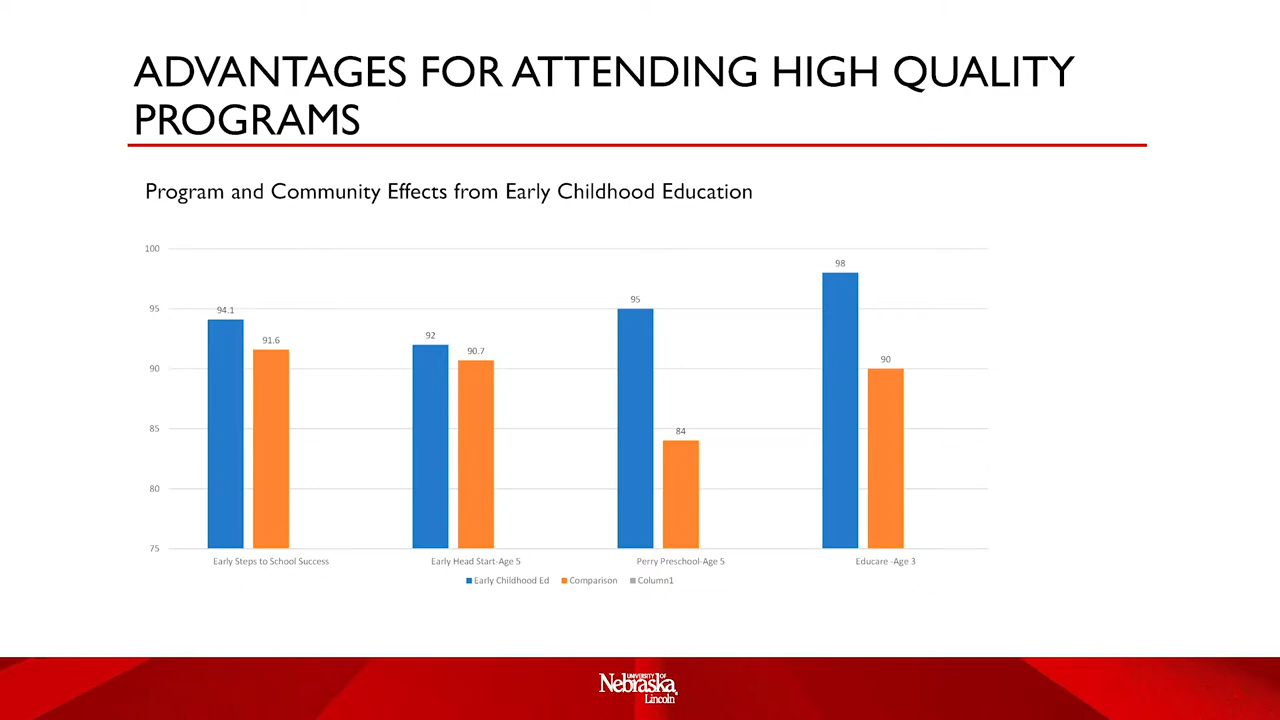 ADVANTAGES FOR ATTENDING HIGH QUALITY
PROGRAMS
Program and Community Effects from Early Childhood Education
100
95
90
85
80
75
94.1
91.6
92
90.7
95
84
98
90
Early Steps to School Success
Early Head Start-Age 5
Perry Preschool-Age 5
Educare -Age 3
Early Childhood Ed
Comparison
Column1
UNIVERSITY OF
Nebraska
Lincoln